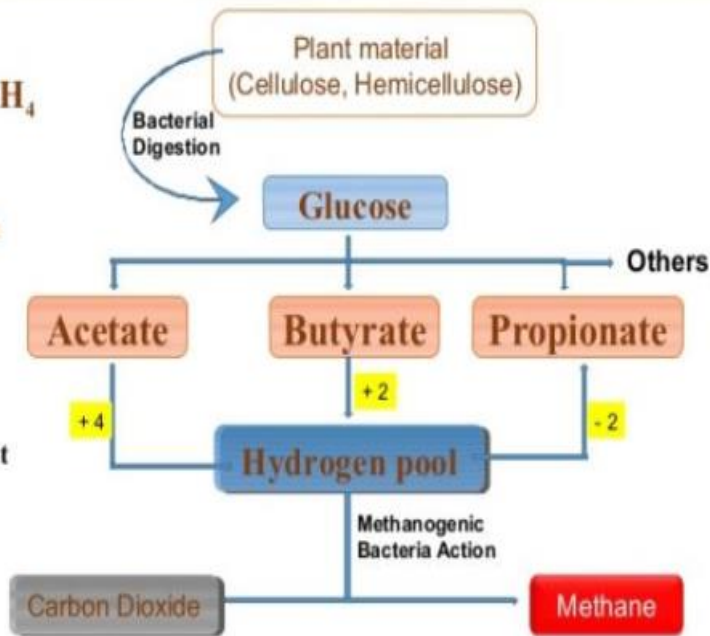 Plant material
(Cellulose, Hemicellulose)
H₄
Bacterial
Digestion
Glucose
Others
Acetate
Butyrate
Propionate
+ 4
+ 2
- 2
t
Hydrogen pool
Methanogenic
Bacteria Action
Carbon Dioxide
Methane